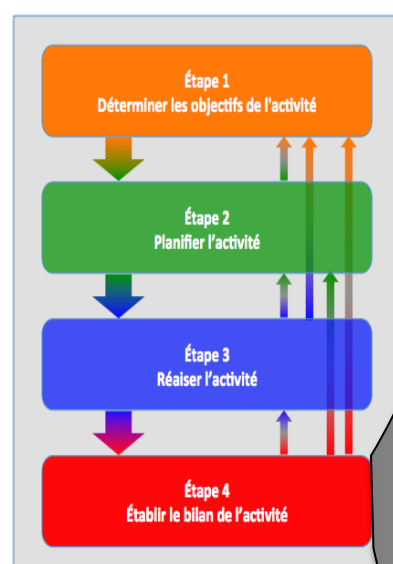 Étape 1
Déterminer les objectifs de l'activité
Étape 2
Planifier l’activité
Étape 3
Réaiser l’activité
Étape 4
Établir le bilan de l’activité